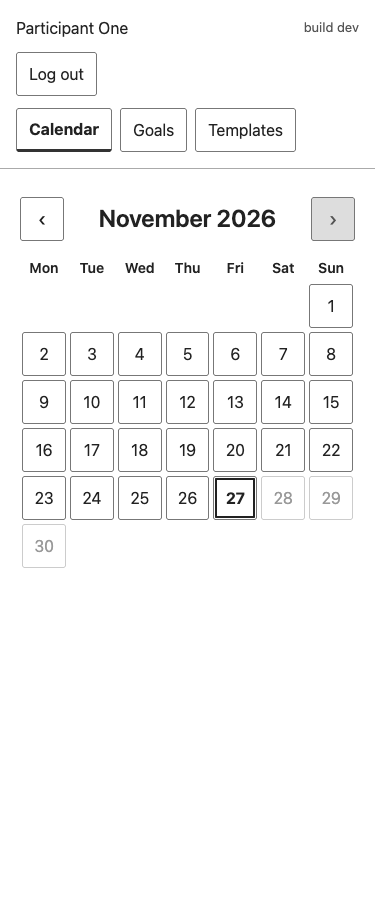 Participant One build dev
Log out
Calendar Goals Templates
‹ November 2026 ›
Mon Tue Wed Thu Fri Sat Sun
1
2 3 4 5 6 7 8
9 10 11 12 13 14 15
16 17 18 19 20 21 22
23 24 25 26 27 28 29
30